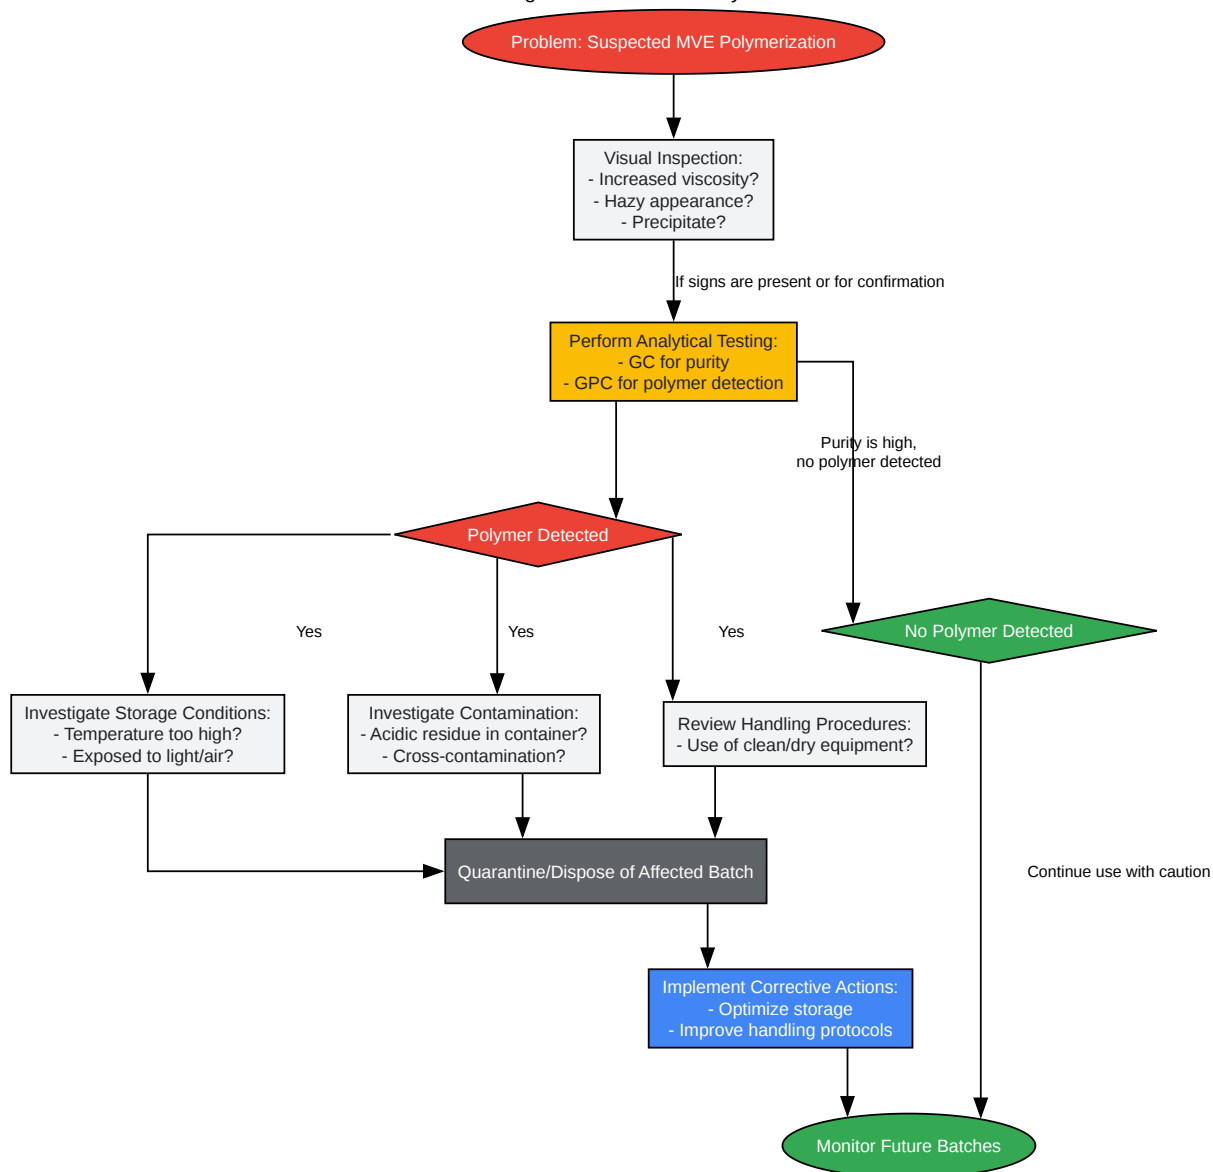 Problem: Suspected MVE Polymerization
Visual Inspection:
- Increased viscosity?
- Hazy appearance?
- Precipitate?
If signs are present or for confirmation
Perform Analytical Testing:
- GC for purity
- GPC for polymer detection
Purity is high,
no polymer detected
Polymer Detected
Yes
Yes
Yes
No Polymer Detected
Investigate Storage Conditions:
- Temperature too high?
- Exposed to light/air?
Investigate Contamination:
- Acidic residue in container?
- Cross-contamination?
Review Handling Procedures:
- Use of clean/dry equipment?
Quarantine/Dispose of Affected Batch
Continue use with caution
Implement Corrective Actions:
- Optimize storage
- Improve handling protocols
Monitor Future Batches